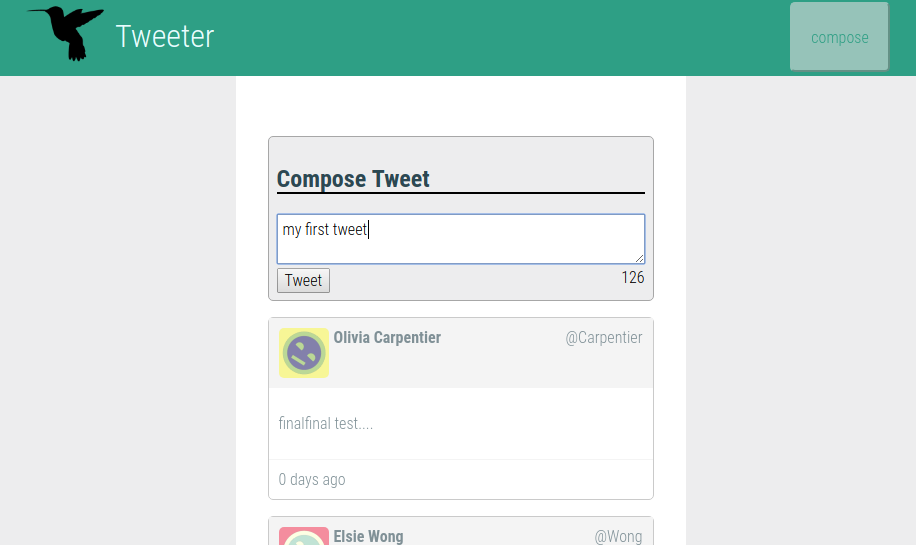 Tweeter
compose
Compose Tweet
my first tweet
Tweet
126
Olivia Carpentier
@Carpentier
finalfinal test....
0 days ago
Elsie Wong
@Wong